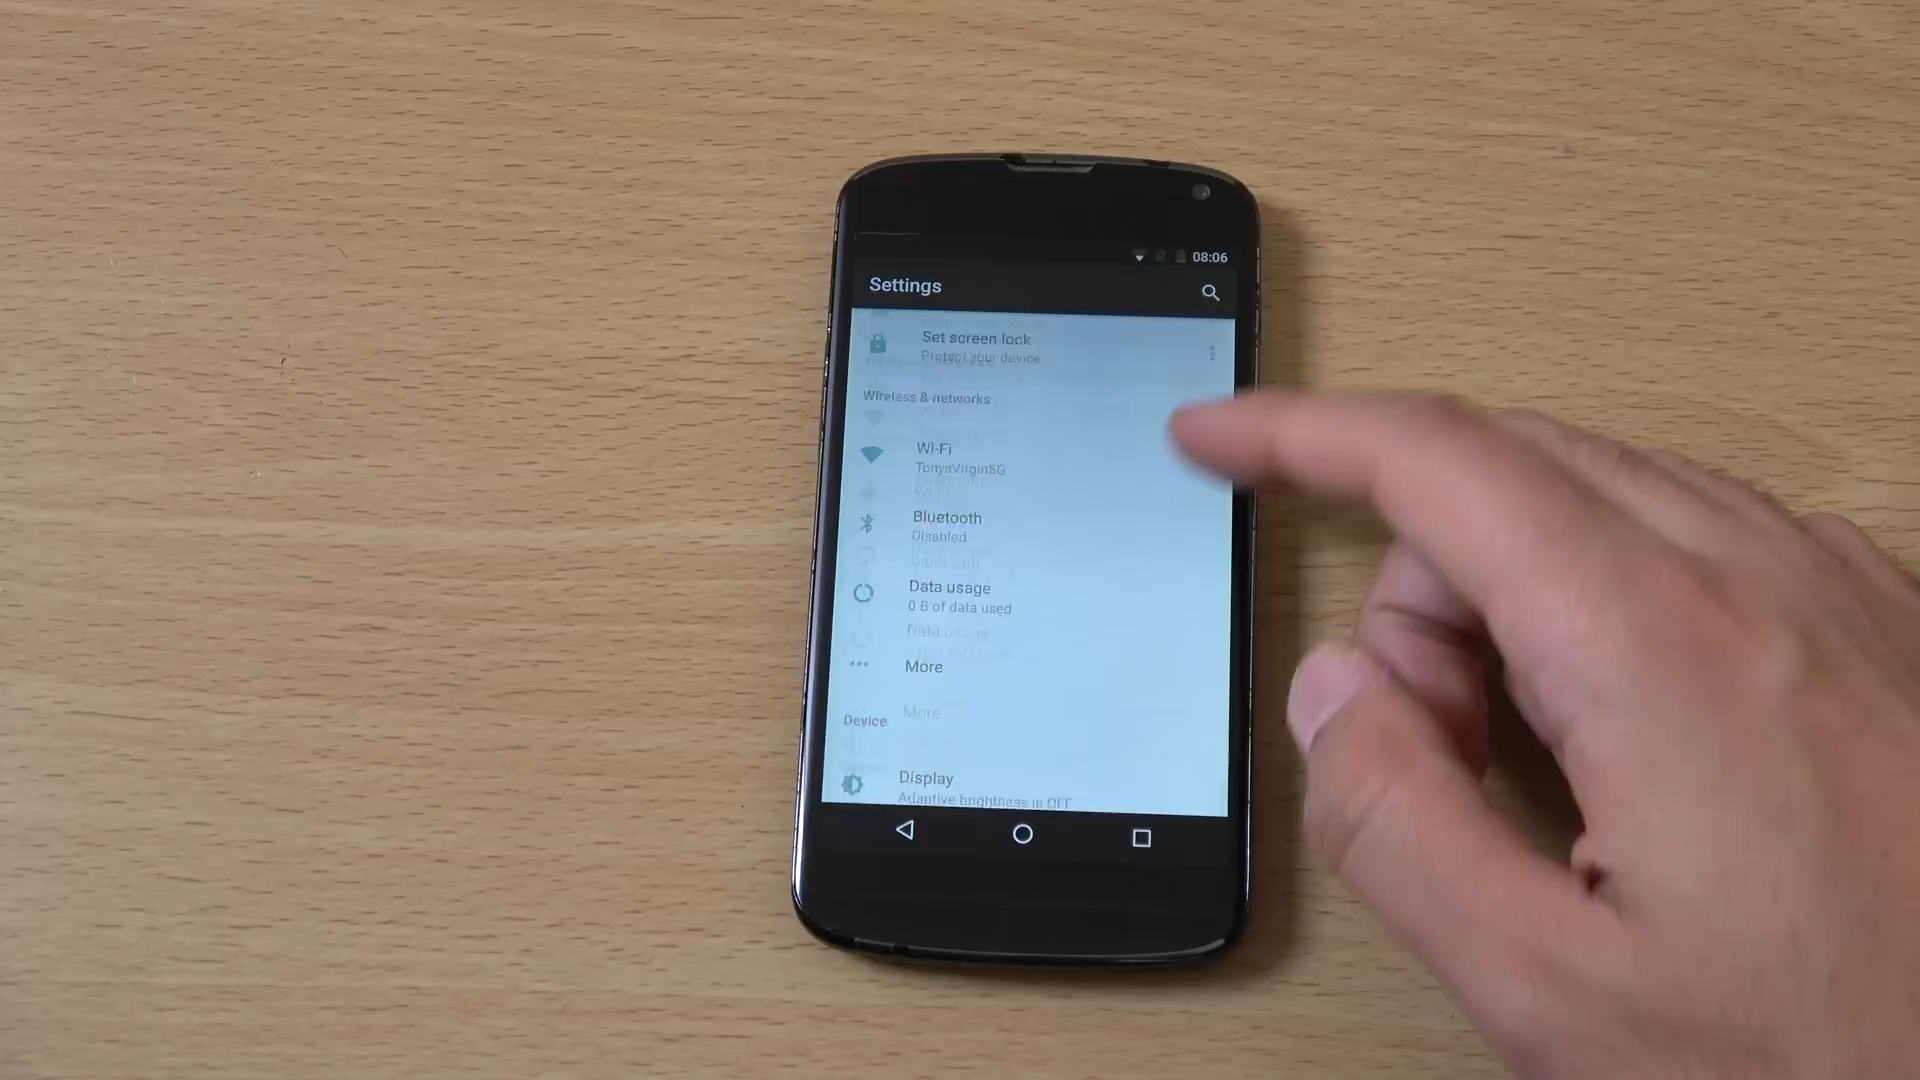 08:06
Settings
Set screen lock
Protect your device
Wireless & networks
Wi-Fi
TonysVirgin5G
Bluetooth
Disabled
Data usage
0 B of data used
More
Device
Display
Adaptive brightness is OFF